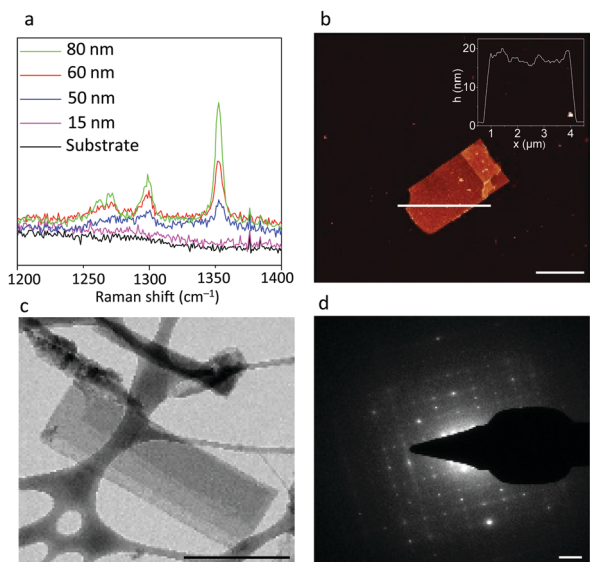 a
80 nm
60 nm
50 nm
15 nm
Substrate
1200 1250 1300 1350 1400
Raman shift (cm⁻¹)
b
20
10
0
h (nm)
1 2 3 4
x (µm)
c
d